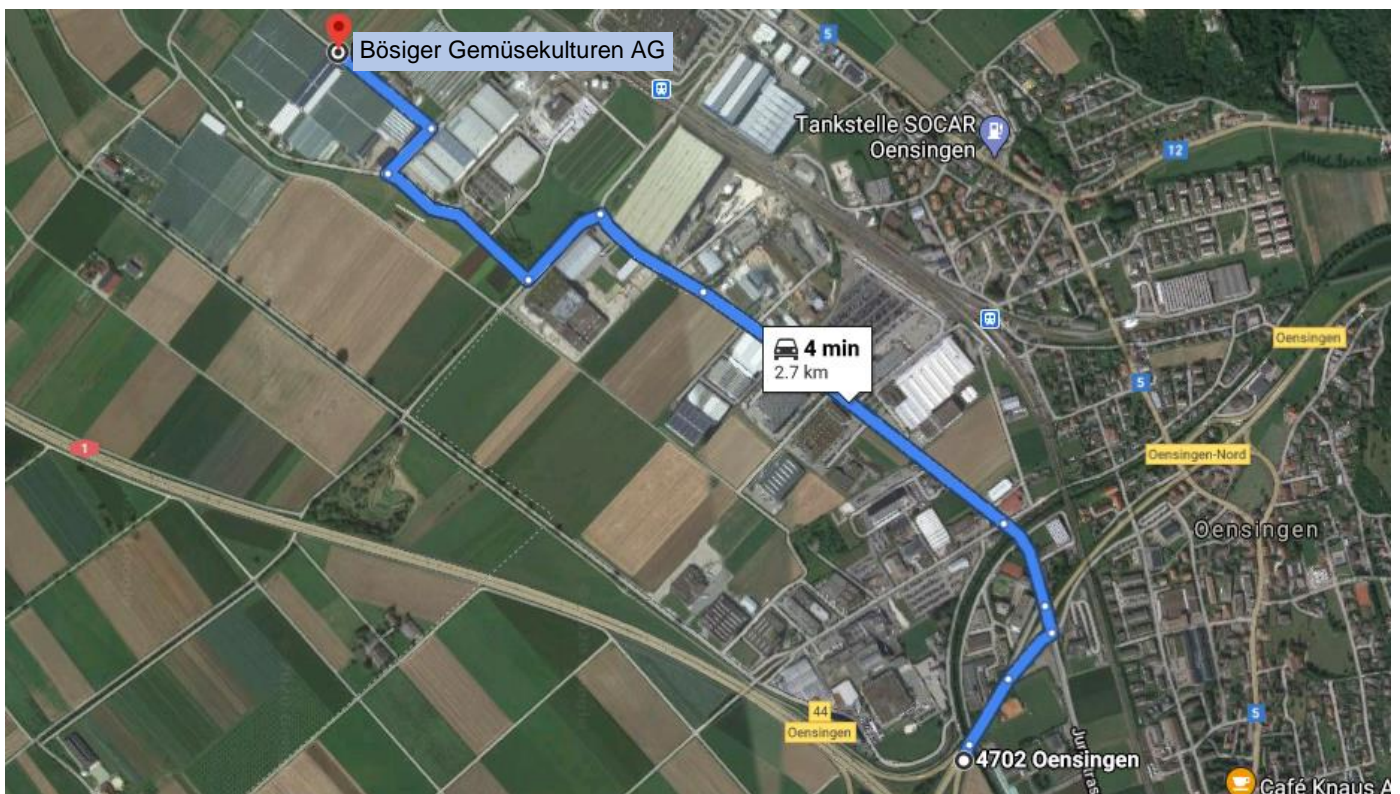 Bösiger Gemüsekulturen AG
5
Tankstelle SOCAR
Oensingen
12
4 min
2.7 km
Oensingen
5
1
Oensingen-Nord
Oensingen
44
Oensingen
5
4702 Oensingen
Café Knaus A